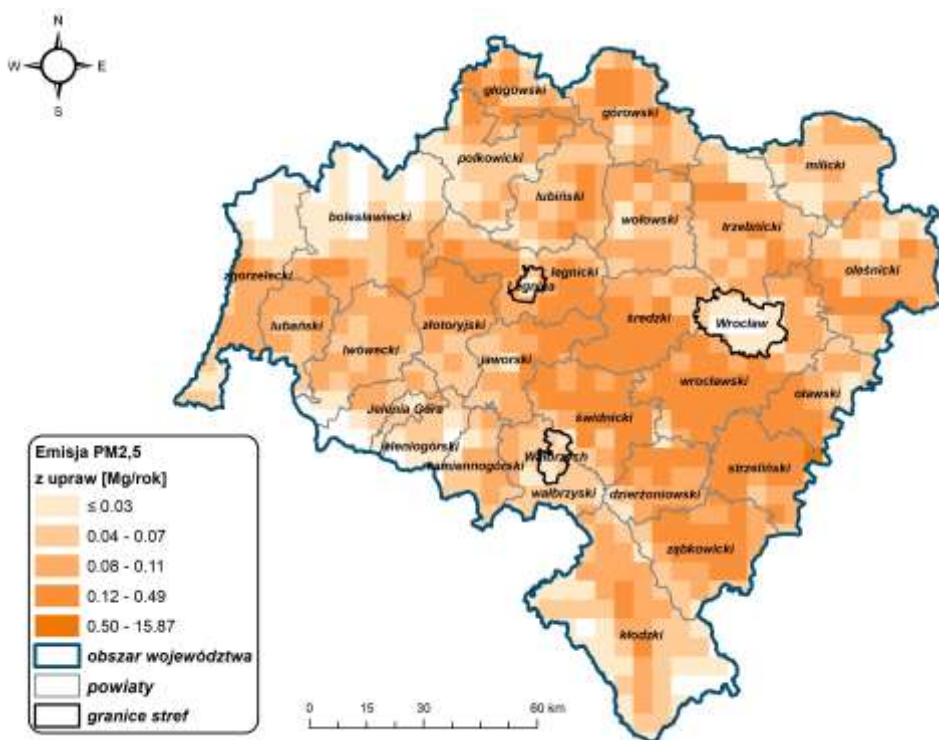 N
W E
S
głogowski
górowski
polkowicki
milicki
lubiński
bolesławiecki
wołowski
trzebnicki
oleśnicki
zgorzelecki
legnicki
Legnica
lubański
złotoryjski
średzki
Wrocław
lwówecki
jaworski
wrocławski
oławski
Jelenia Góra
świdnicki
jeleniogórski
Wałbrzych
kamiennogórski
strzeliński
wałbrzyski
dzierżoniowski
ząbkowicki
kłodzki
Emisja PM2,5
z upraw [Mg/rok]
≤ 0.03
0.04 - 0.07
0.08 - 0.11
0.12 - 0.49
0.50 - 15.87
obszar województwa
powiaty
granice stref
0 15 30 60 km